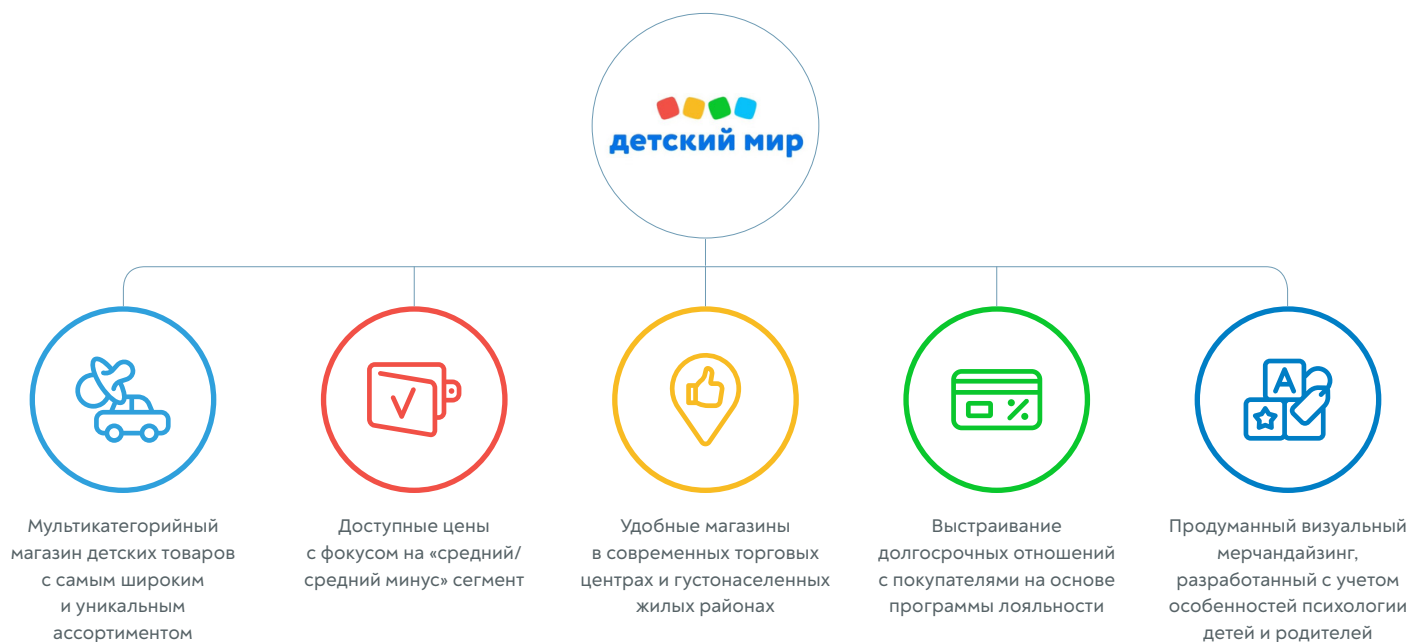 детский мир
Мультикатегорийный
магазин детских товаров
с самым широким
и уникальным
ассортиментом
Доступные цены
с фокусом на «средний/
средний минус» сегмент
Удобные магазины
в современных торговых
центрах и густонаселенных
жилых районах
Выстраивание
долгосрочных отношений
с покупателями на основе
программы лояльности
A
Продуманный визуальный
мерчандайзинг,
разработанный с учетом
особенностей психологии
детей и родителей